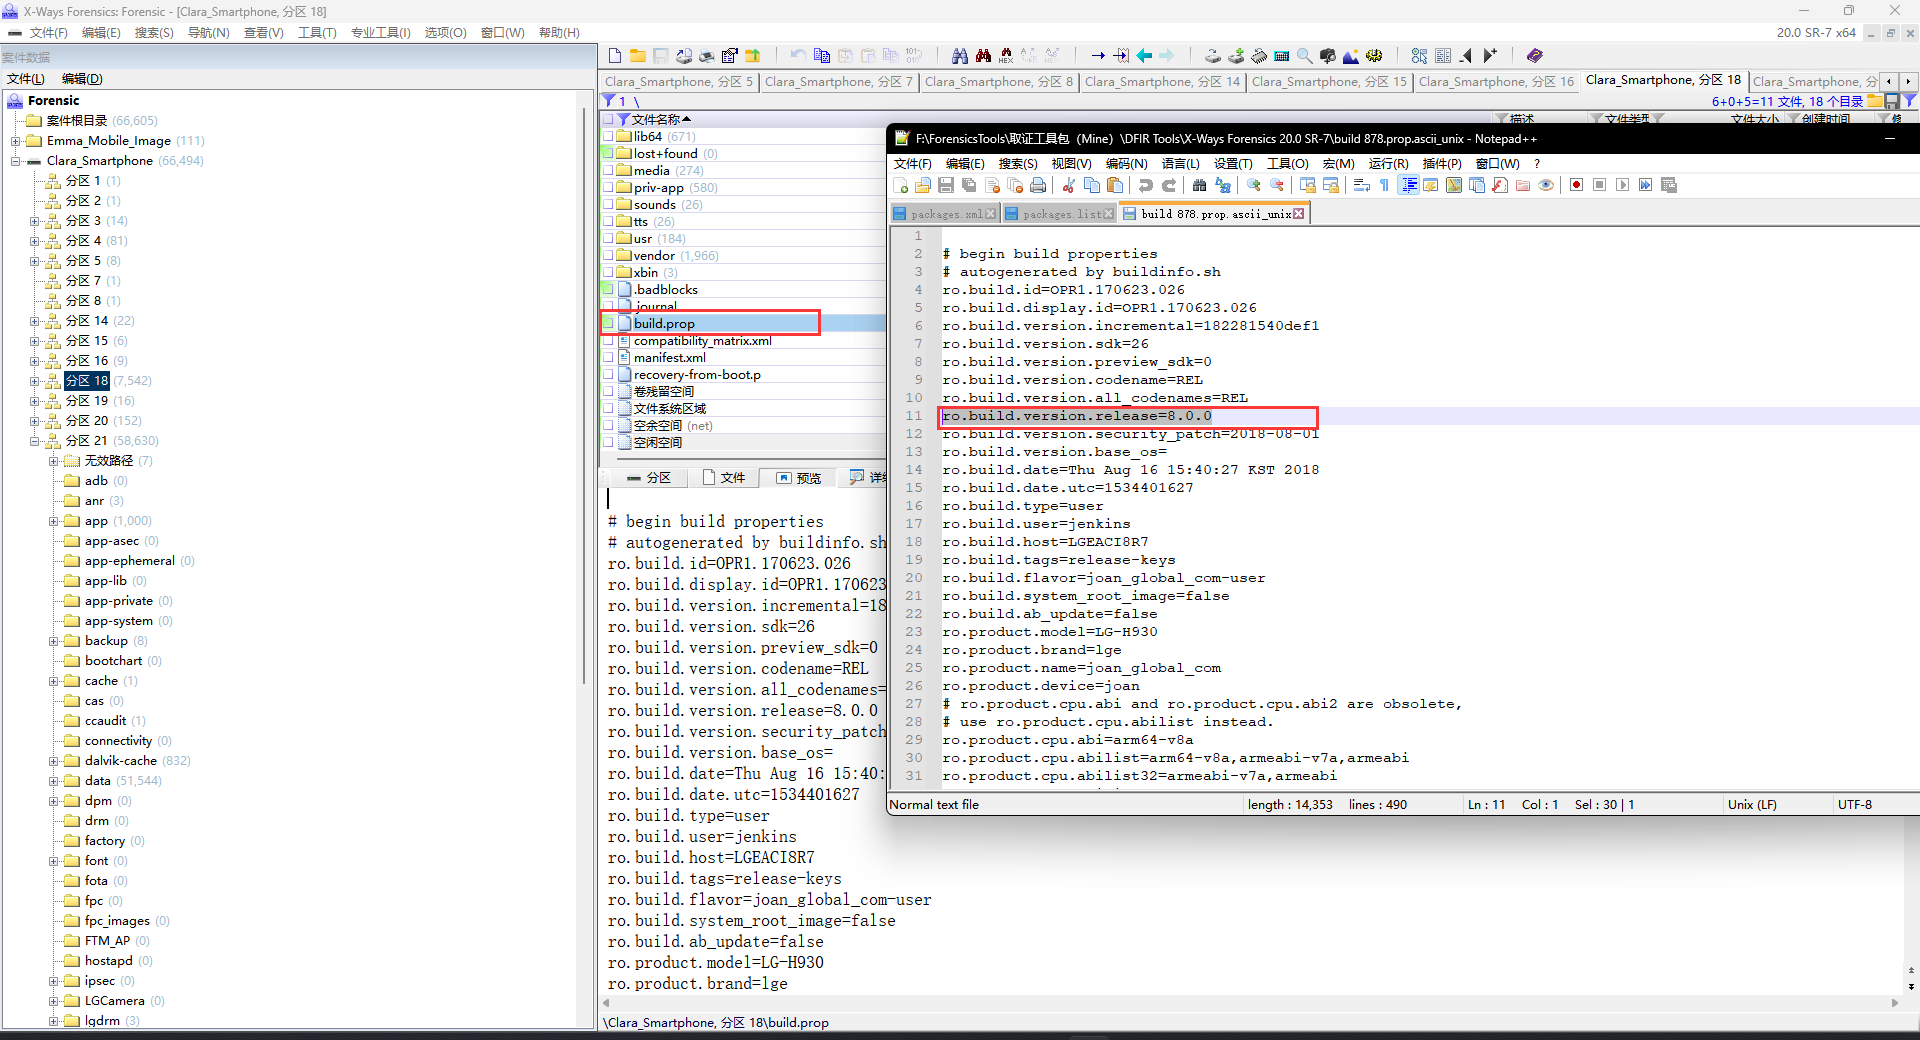 X-Ways Forensics: Forensic - [Clara_Smartphone, 分区 18]
文件(F) 编辑(E) 搜索(S) 导航(N) 查看(V) 工具(T) 专业工具(I) 选项(O) 窗口(W) 帮助(H)
20.0 SR-7 x64
案件数据
文件(L) 编辑(D)
Forensic
案件根目录 (66,605)
Emma_Mobile_Image (111)
Clara_Smartphone (66,494)
分区 1 (1)
分区 2 (1)
分区 3 (14)
分区 4 (81)
分区 5 (8)
分区 7 (1)
分区 8 (1)
分区 14 (22)
分区 15 (6)
分区 16 (9)
分区 18 (7,542)
分区 19 (16)
分区 20 (152)
分区 21 (58,630)
无效路径 (7)
adb (0)
anr (3)
app (1,000)
app-asec (0)
app-ephemeral (0)
app-lib (0)
app-private (0)
app-system (0)
backup (8)
bootchart (0)
cache (1)
cas (0)
ccaudit (1)
connectivity (0)
dalvik-cache (832)
data (51,544)
dpm (0)
drm (0)
factory (0)
font (0)
fota (0)
fpc (0)
fpc_images (0)
FTM_AP (0)
hostapd (0)
ipsec (0)
LGCamera (0)
lgdrm (3)
Clara_Smartphone, 分区 5 Clara_Smartphone, 分区 7 Clara_Smartphone, 分区 8 Clara_Smartphone, 分区 14 Clara_Smartphone, 分区 15 Clara_Smartphone, 分区 16 Clara_Smartphone, 分区 18 Clara_Smartphone, 分
1 \
6+0+5=11 文件, 18 个目录
文件名称 描述 文件类型 文件大小 创建时间
lib64 (671)
lost+found (0)
media (274)
priv-app (580)
sounds (26)
tts (26)
usr (184)
vendor (1,966)
xbin (3)
.badblocks
.journal
build.prop
compatibility_matrix.xml
manifest.xml
recovery-from-boot.p
卷残留空间
文件系统区域
空余空间 (net)
空闲空间
分区 文件 预览 详细
# begin build properties
# autogenerated by buildinfo.sh
ro.build.id=OPR1.170623.026
ro.build.display.id=OPR1.170623
ro.build.version.incremental=18
ro.build.version.sdk=26
ro.build.version.preview_sdk=0
ro.build.version.codename=REL
ro.build.version.all_codenames=
ro.build.version.release=8.0.0
ro.build.version.security_patch
ro.build.version.base_os=
ro.build.date=Thu Aug 16 15:40:
ro.build.date.utc=1534401627
ro.build.type=user
ro.build.user=jenkins
ro.build.host=LGEACI8R7
ro.build.tags=release-keys
ro.build.flavor=joan_global_com-user
ro.build.system_root_image=false
ro.build.ab_update=false
ro.product.model=LG-H930
ro.product.brand=lge
\Clara_Smartphone, 分区 18\build.prop
F:\ForensicsTools\取证工具包 (Mine) \DFIR Tools\X-Ways Forensics 20.0 SR-7\build 878.prop.ascii_unix - Notepad++
文件(F) 编辑(E) 搜索(S) 视图(V) 编码(N) 语言(L) 设置(T) 工具(O) 宏(M) 运行(R) 插件(P) 窗口(W) ?
packages.xml packages.list build 878.prop.ascii_unix
1
2 # begin build properties
3 # autogenerated by buildinfo.sh
4 ro.build.id=OPR1.170623.026
5 ro.build.display.id=OPR1.170623.026
6 ro.build.version.incremental=182281540def1
7 ro.build.version.sdk=26
8 ro.build.version.preview_sdk=0
9 ro.build.version.codename=REL
10 ro.build.version.all_codenames=REL
11 ro.build.version.release=8.0.0
12 ro.build.version.security_patch=2018-08-01
13 ro.build.version.base_os=
14 ro.build.date=Thu Aug 16 15:40:27 KST 2018
15 ro.build.date.utc=1534401627
16 ro.build.type=user
17 ro.build.user=jenkins
18 ro.build.host=LGEACI8R7
19 ro.build.tags=release-keys
20 ro.build.flavor=joan_global_com-user
21 ro.build.system_root_image=false
22 ro.build.ab_update=false
23 ro.product.model=LG-H930
24 ro.product.brand=lge
25 ro.product.name=joan_global_com
26 ro.product.device=joan
27 # ro.product.cpu.abi and ro.product.cpu.abi2 are obsolete,
28 # use ro.product.cpu.abilist instead.
29 ro.product.cpu.abi=arm64-v8a
30 ro.product.cpu.abilist=arm64-v8a,armeabi-v7a,armeabi
31 ro.product.cpu.abilist32=armeabi-v7a,armeabi
Normal text file length : 14,353 lines : 490 Ln : 11 Col : 1 Sel : 30 | 1 Unix (LF) UTF-8